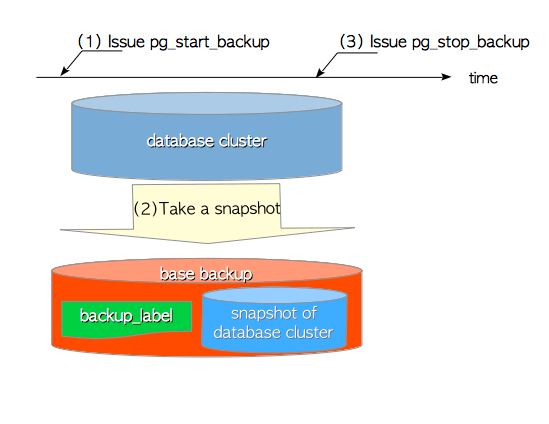 (1) Issue pg_start_backup
(3) Issue pg_stop_backup
time
database cluster
(2)Take a snapshot
base backup
backup_label
snapshot of
database cluster